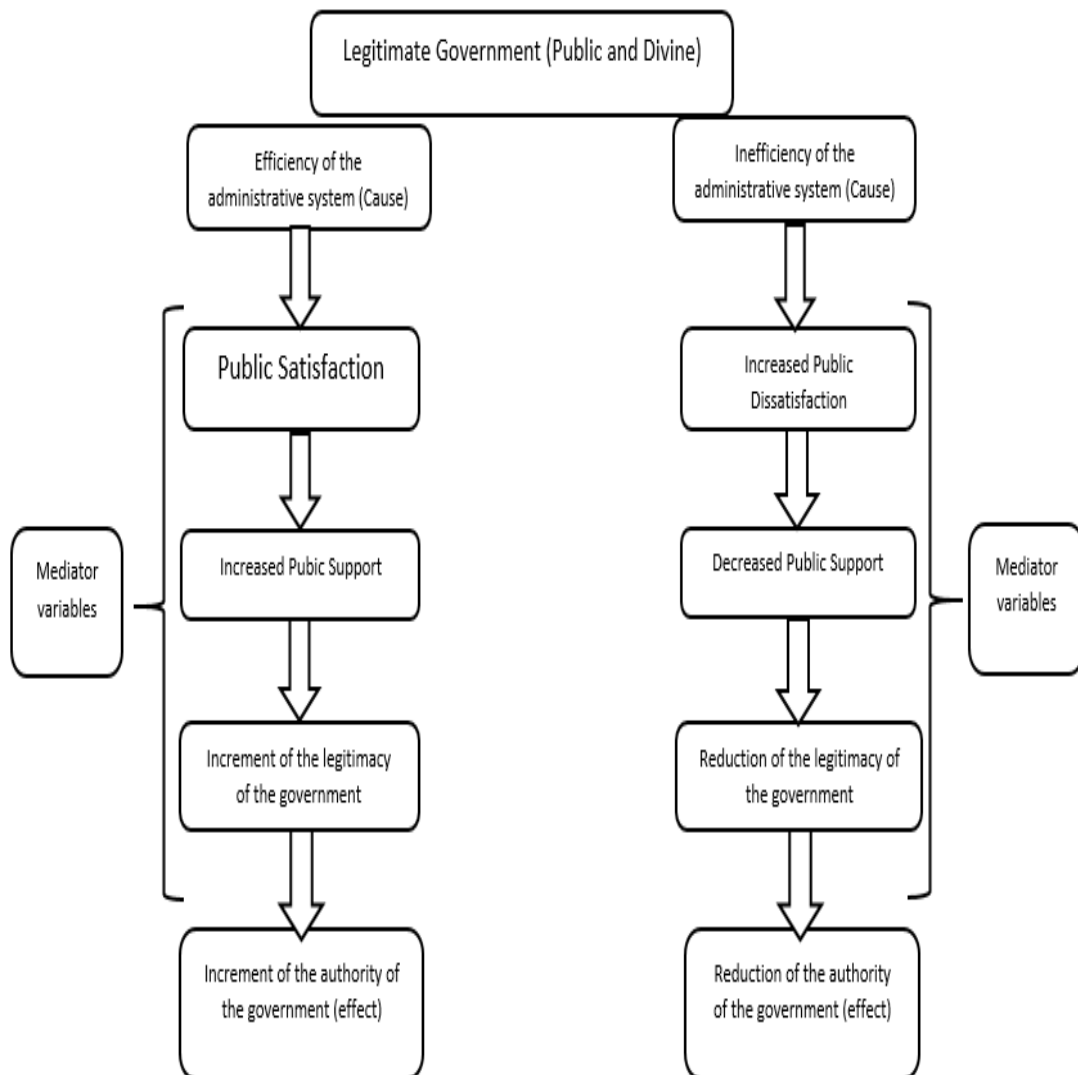 Legitimate Government (Public and Divine)
Efficiency of the
administrative system (Cause)
Inefficiency of the
administrative system (Cause)
Public Satisfaction
Increased Public
Dissatisfaction
Mediator
variables
Increased Pubic Support
Decreased Public Support
Mediator
variables
Increment of the legitimacy
of the government
Reduction of the legitimacy of
the government
Increment of the authority of
the government (effect)
Reduction of the authority
of the government (effect)